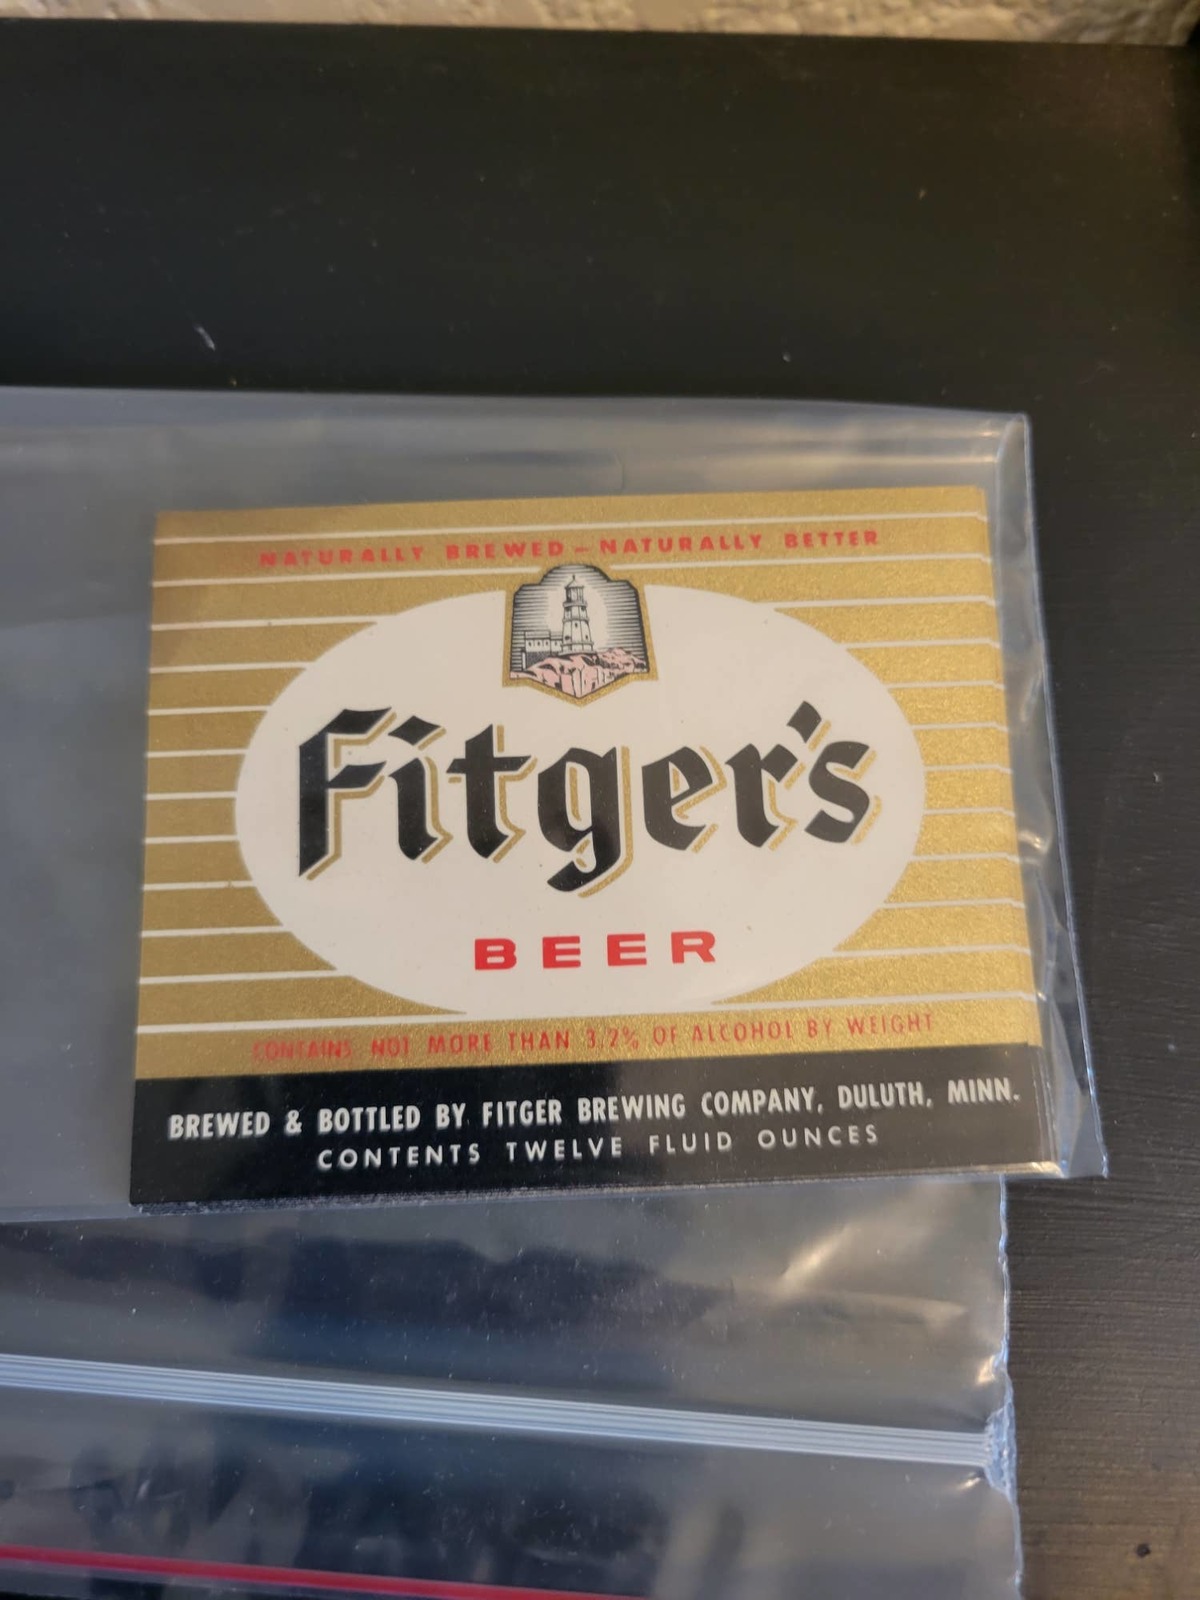 NATURALLY BREWED – NATURALLY BETTER
Fitger's
BEER
CONTAINS NOT MORE THAN 3.2% OF ALCOHOL BY WEIGHT
BREWED & BOTTLED BY FITGER BREWING COMPANY, DULUTH, MINN.
CONTENTS TWELVE FLUID OUNCES